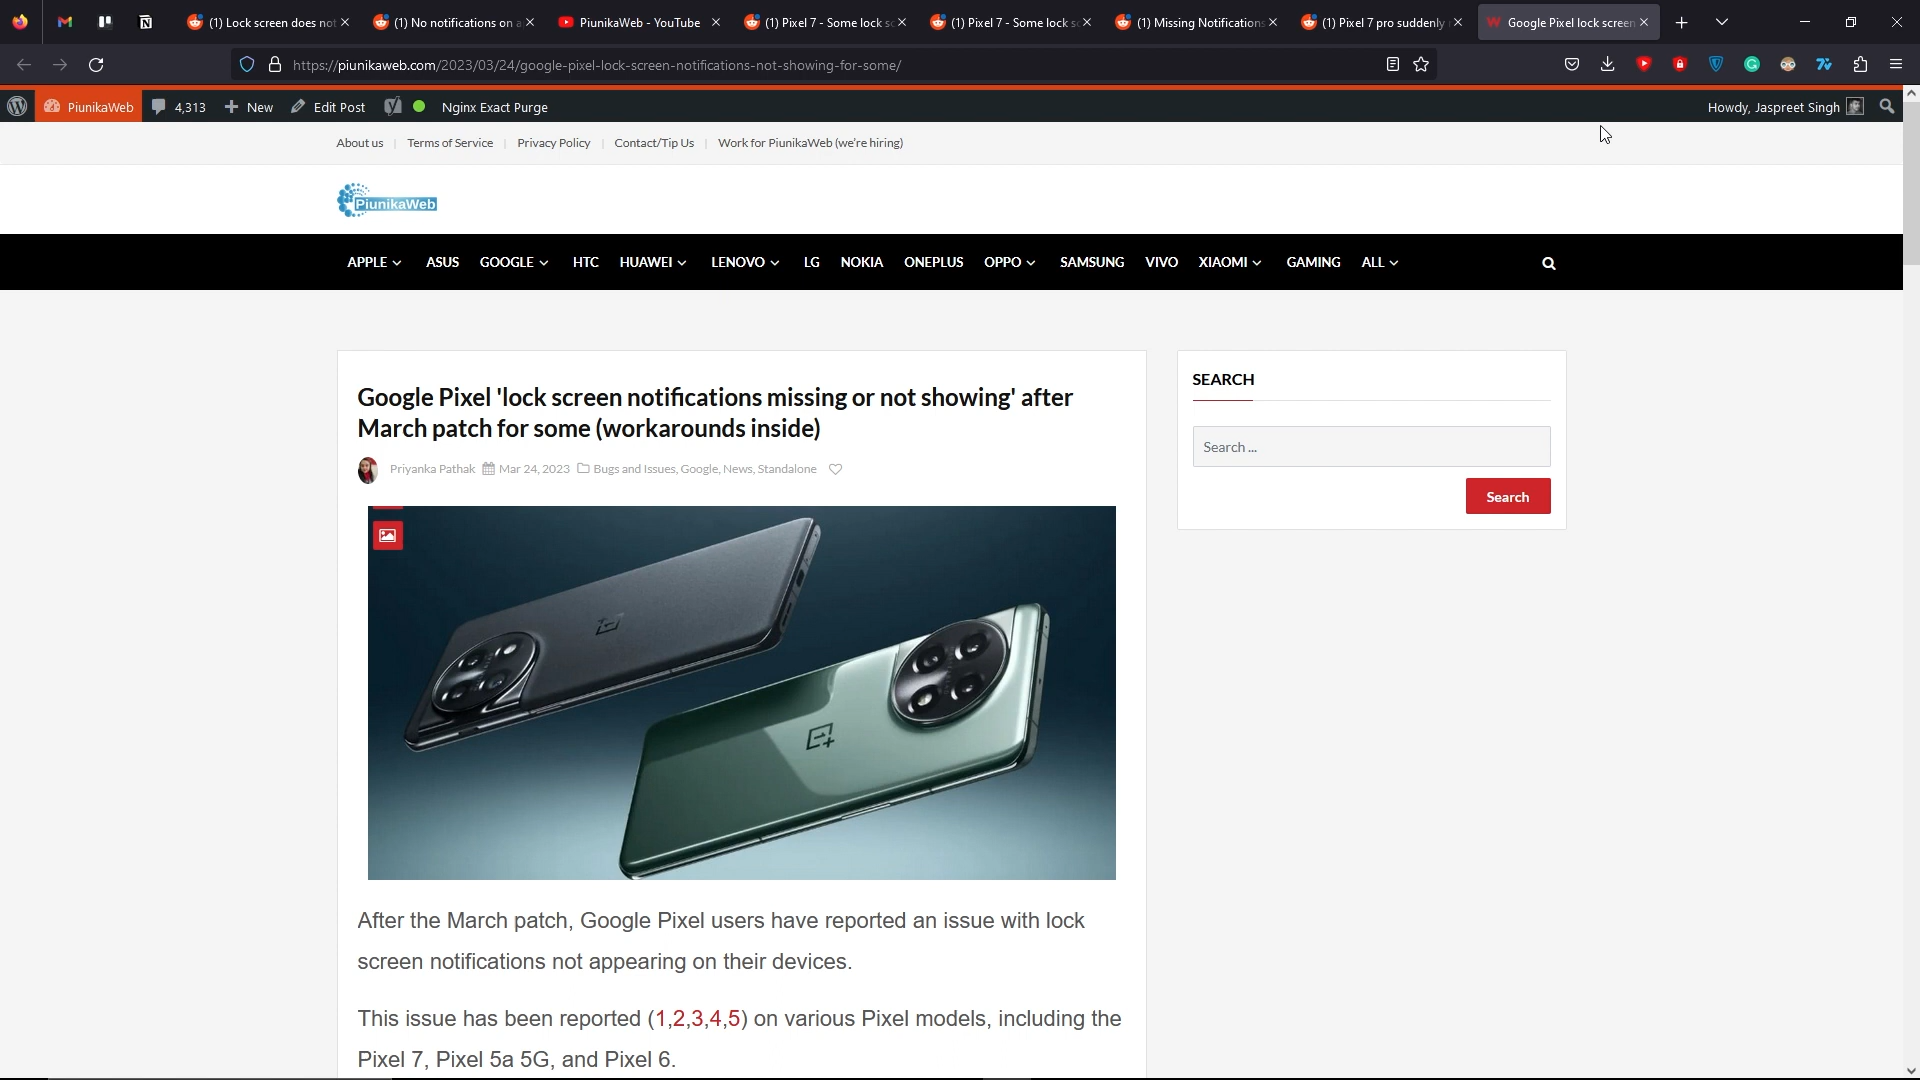 (1) Lock screen does not
(1) No notifications on a
PiunikaWeb - YouTube
(1) Pixel 7 - Some lock sc
(1) Pixel 7 - Some lock sc
(1) Missing Notifications
(1) Pixel 7 pro suddenly
Google Pixel lock screen
https://piunikaweb.com/2023/03/24/google-pixel-lock-screen-notifications-not-showing-for-some/
PiunikaWeb
4,313
New
Edit Post
Nginx Exact Purge
Howdy, Jaspreet Singh
About us
Terms of Service
Privacy Policy
Contact/Tip Us
Work for PiunikaWeb (we're hiring)
PiunikaWeb
APPLE
ASUS
GOOGLE
HTC
HUAWEI
LENOVO
LG
NOKIA
ONEPLUS
OPPO
SAMSUNG
VIVO
XIAOMI
GAMING
ALL
Google Pixel 'lock screen notifications missing or not showing' after
March patch for some (workarounds inside)
Priyanka Pathak
Mar 24, 2023
Bugs and Issues, Google, News, Standalone
SEARCH
Search ...
Search
After the March patch, Google Pixel users have reported an issue with lock
screen notifications not appearing on their devices.
This issue has been reported (1,2,3,4,5) on various Pixel models, including the
Pixel 7, Pixel 5a 5G, and Pixel 6.